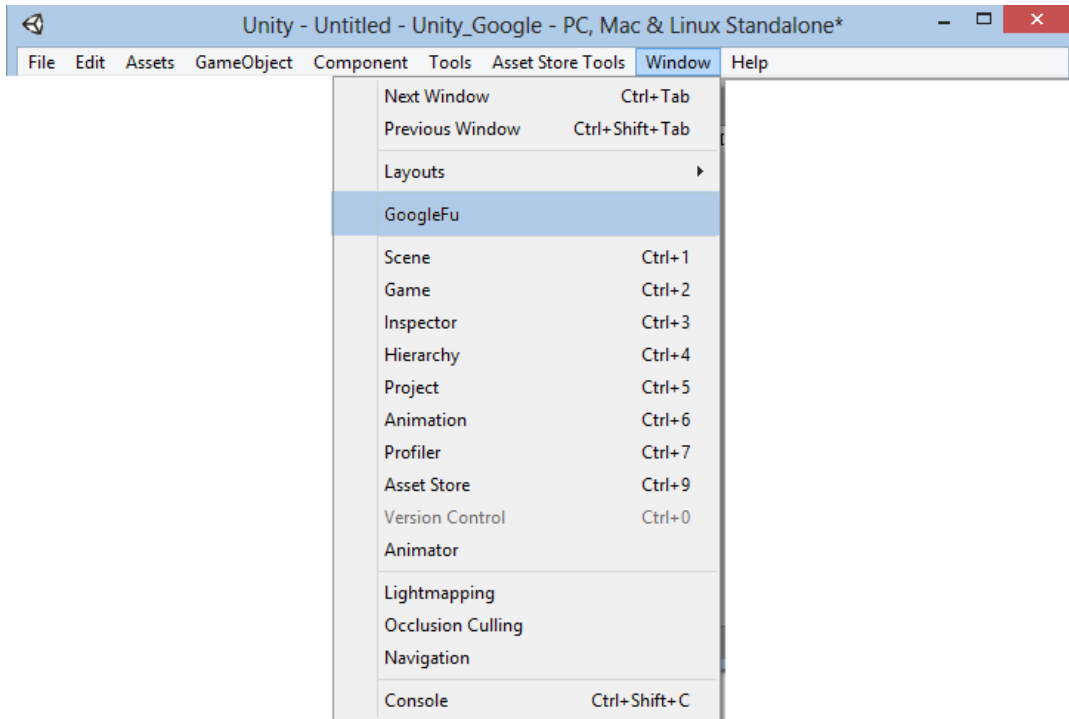 Unity - Untitled - Unity_Google - PC, Mac & Linux Standalone*
File Edit Assets GameObject Component Tools Asset Store Tools Window Help
Next Window Ctrl+Tab
Previous Window Ctrl+Shift+Tab
Layouts
GoogleFu
Scene Ctrl+1
Game Ctrl+2
Inspector Ctrl+3
Hierarchy Ctrl+4
Project Ctrl+5
Animation Ctrl+6
Profiler Ctrl+7
Asset Store Ctrl+9
Version Control Ctrl+0
Animator
Lightmapping
Occlusion Culling
Navigation
Console Ctrl+Shift+C